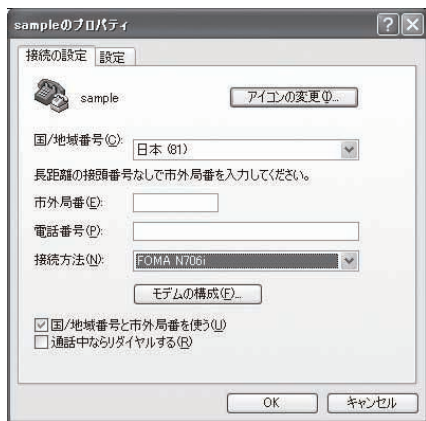 sampleのプロパティ
接続の設定 設定
sample アイコンの変更(I)...
国/地域番号(C): 日本 (81)
長距離の接頭番号なしで市外局番を入力してください。
市外局番(E):
電話番号(P):
接続方法(N): FOMA N706i
モデムの構成(F)...
国/地域番号と市外局番を使う(U)
通話中ならリダイヤルする(R)
OK キャンセル